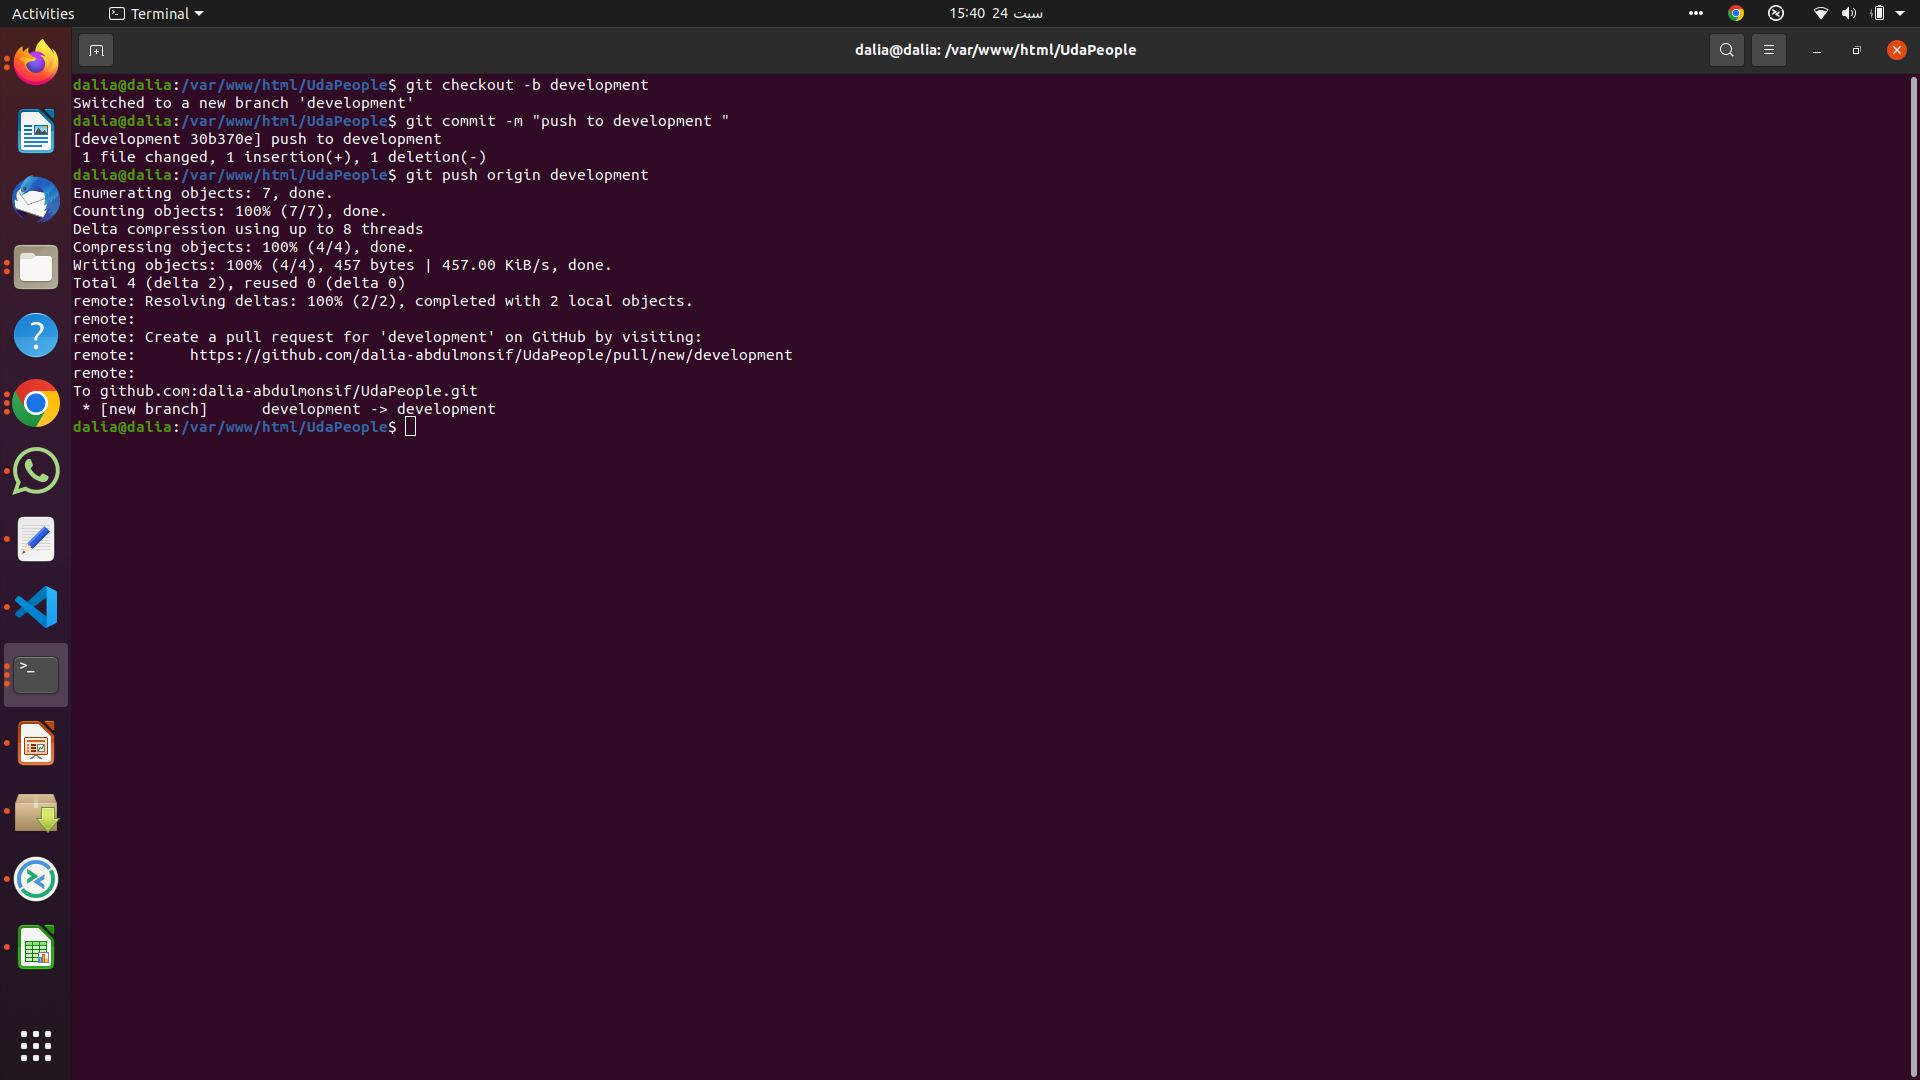 Activities
Terminal
15:40 24 سبت
dalia@dalia: /var/www/html/UdaPeople
dalia@dalia:/var/www/html/UdaPeople$ git checkout -b development
Switched to a new branch 'development'
dalia@dalia:/var/www/html/UdaPeople$ git commit -m "push to development "
[development 30b370e] push to development
 1 file changed, 1 insertion(+), 1 deletion(-)
dalia@dalia:/var/www/html/UdaPeople$ git push origin development
Enumerating objects: 7, done.
Counting objects: 100% (7/7), done.
Delta compression using up to 8 threads
Compressing objects: 100% (4/4), done.
Writing objects: 100% (4/4), 457 bytes | 457.00 KiB/s, done.
Total 4 (delta 2), reused 0 (delta 0)
remote: Resolving deltas: 100% (2/2), completed with 2 local objects.
remote:
remote: Create a pull request for 'development' on GitHub by visiting:
remote:      https://github.com/dalia-abdulmonsif/UdaPeople/pull/new/development
remote:
To github.com:dalia-abdulmonsif/UdaPeople.git
 * [new branch]      development -> development
dalia@dalia:/var/www/html/UdaPeople$